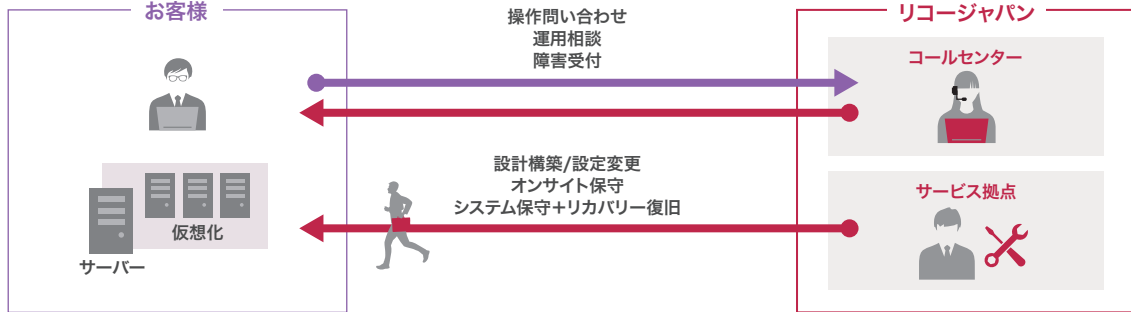 お客様
操作問い合わせ
運用相談
障害受付
リコージャパン
コールセンター
設計構築/設定変更
オンサイト保守
システム保守+リカバリー復旧
サービス拠点
仮想化
サーバー